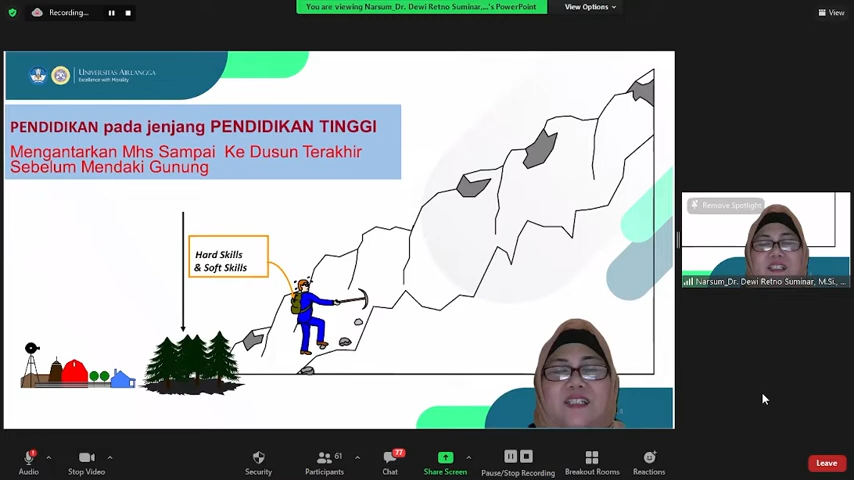 Recording...
You are viewing Narsum_Dr. Dewi Retno Suminar,...'s PowerPoint
View Options
View
UNIVERSITAS AIRLANGGA
Excellence with Morality
PENDIDIKAN pada jenjang PENDIDIKAN TINGGI
Mengantarkan Mhs Sampai Ke Dusun Terakhir
Sebelum Mendaki Gunung
Hard Skills
& Soft Skills
Remove Spotlight
Narsum_Dr. Dewi Retno Suminar, M.Si., ...
61
77
Audio
Stop Video
Security
Participants
Chat
Share Screen
Pause/Stop Recording
Breakout Rooms
Reactions
Leave